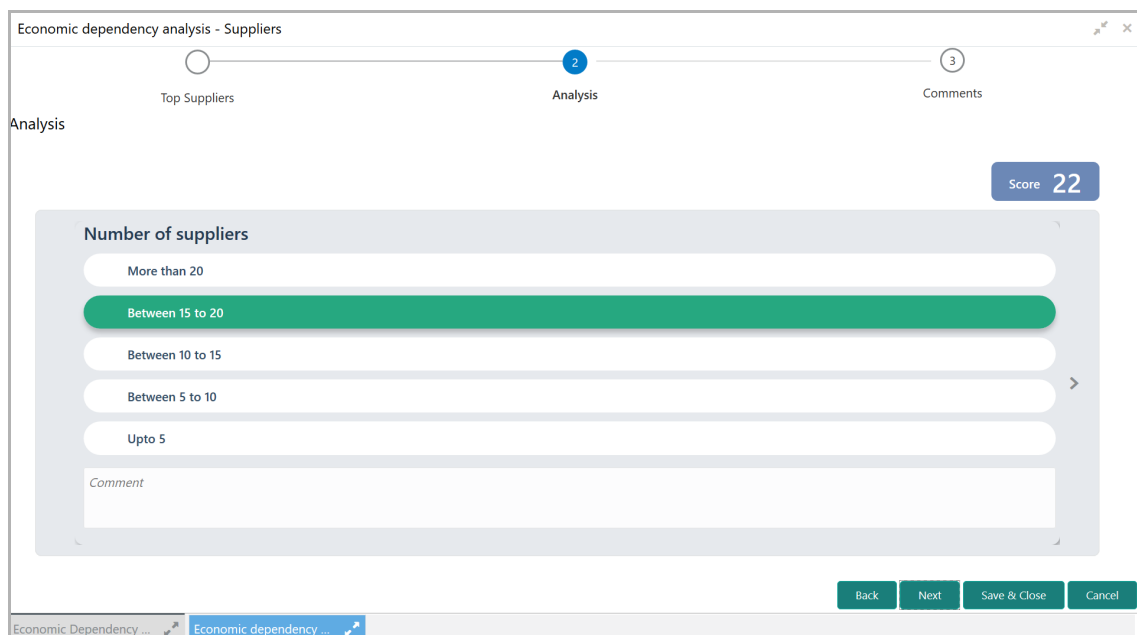 Economic dependency analysis - Suppliers
2
3
Top Suppliers
Analysis
Comments
Analysis
Score 22
Number of suppliers
More than 20
Between 15 to 20
Between 10 to 15
Between 5 to 10
Upto 5
Comment
Back Next Save & Close Cancel
Economic Dependency ... Economic dependency ...